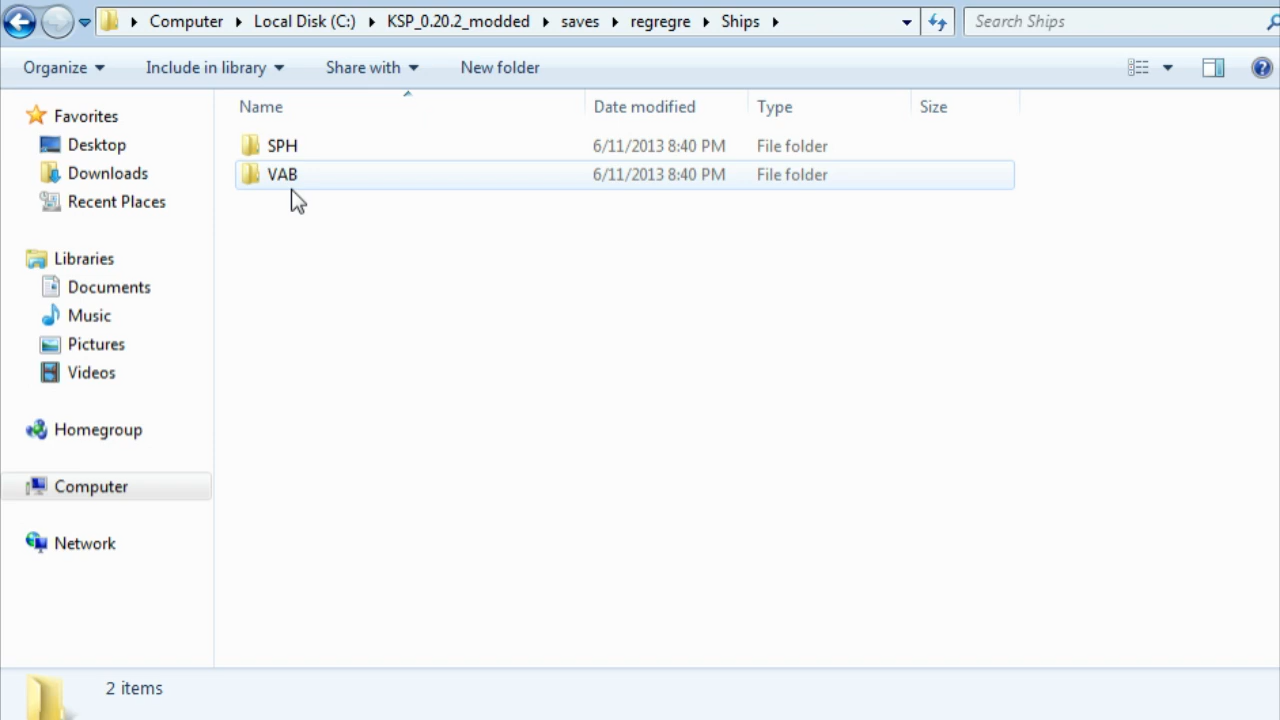 Computer Local Disk (C:) KSP_0.20.2_modded saves regregre Ships Search Ships
Organize Include in library Share with New folder
Name Date modified Type Size
Favorites
Desktop
Downloads
Recent Places
Libraries
Documents
Music
Pictures
Videos
Homegroup
Computer
Network
SPH 6/11/2013 8:40 PM File folder
VAB 6/11/2013 8:40 PM File folder
2 items